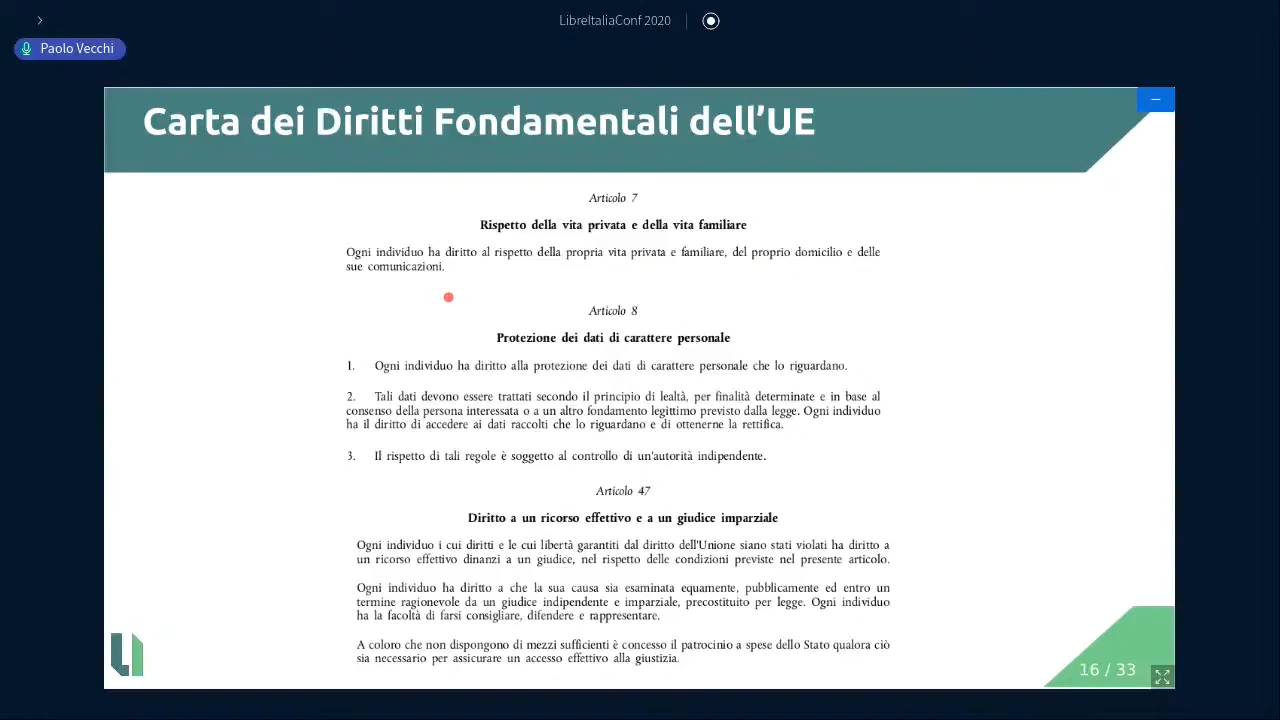 LibreItaliaConf 2020
Paolo Vecchi
Carta dei Diritti Fondamentali dell'UE
Articolo 7
Rispetto della vita privata e della vita familiare
Ogni individuo ha diritto al rispetto della propria vita privata e familiare, del proprio domicilio e delle
sue comunicazioni.
Articolo 8
Protezione dei dati di carattere personale
1. Ogni individuo ha diritto alla protezione dei dati di carattere personale che lo riguardano.
2. Tali dati devono essere trattati secondo il principio di lealtà, per finalità determinate e in base al
consenso della persona interessata o a un altro fondamento legittimo previsto dalla legge. Ogni individuo
ha il diritto di accedere ai dati raccolti che lo riguardano e di ottenerne la rettifica.
3. Il rispetto di tali regole è soggetto al controllo di un'autorità indipendente.
Articolo 47
Diritto a un ricorso effettivo e a un giudice imparziale
Ogni individuo i cui diritti e le cui libertà garantiti dal diritto dell'Unione siano stati violati ha diritto a
un ricorso effettivo dinanzi a un giudice, nel rispetto delle condizioni previste nel presente articolo.
Ogni individuo ha diritto a che la sua causa sia esaminata equamente, pubblicamente ed entro un
termine ragionevole da un giudice indipendente e imparziale, precostituito per legge. Ogni individuo
ha la facoltà di farsi consigliare, difendere e rappresentare.
A coloro che non dispongono di mezzi sufficienti è concesso il patrocinio a spese dello Stato qualora ciò
sia necessario per assicurare un accesso effettivo alla giustizia.
16 / 33